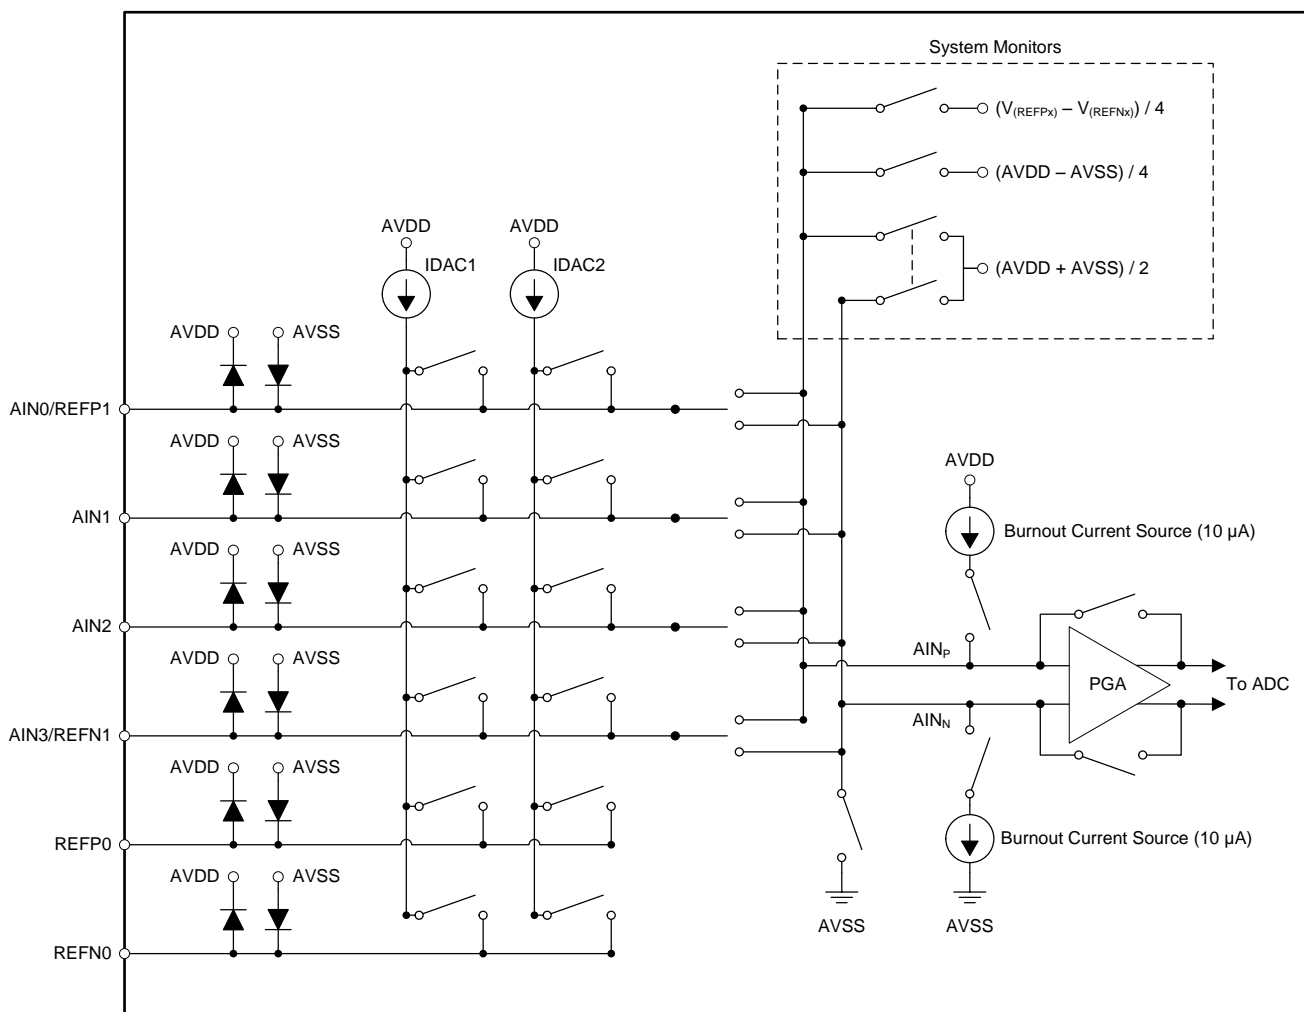 System Monitors
(V(REFPx) – V(REFNx)) / 4
(AVDD – AVSS) / 4
(AVDD + AVSS) / 2
AVDD
AVDD
IDAC1
IDAC2
AVDD
AVSS
AIN0/REFP1
AVDD
AVSS
AIN1
AVDD
AVSS
AIN2
AVDD
AVSS
AIN3/REFN1
AVDD
AVSS
REFP0
AVDD
AVSS
REFN0
AVDD
Burnout Current Source (10 µA)
AINP
PGA
To ADC
AINN
Burnout Current Source (10 µA)
AVSS
AVSS